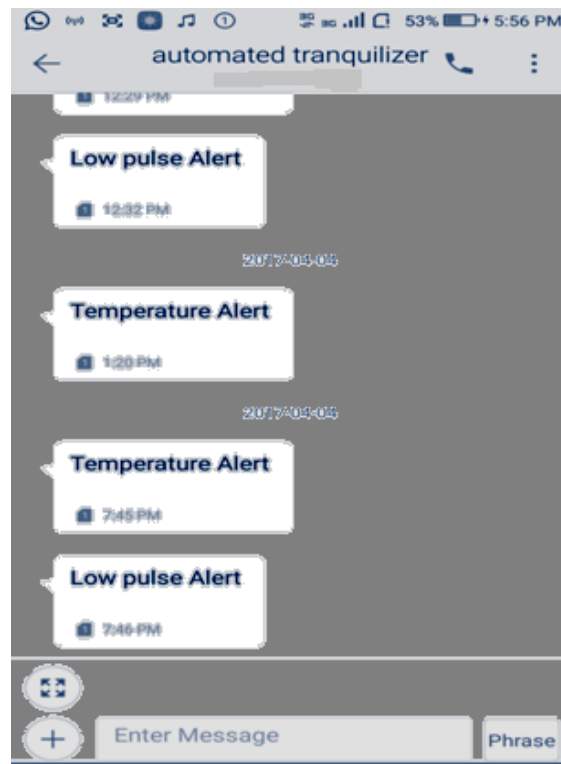 53% 5:56 PM
automated tranquilizer
12:29 PM
Low pulse Alert
12:32 PM
2017-04-04
Temperature Alert
1:20 PM
2017-04-04
Temperature Alert
7:45 PM
Low pulse Alert
7:46 PM
Enter Message
Phrase